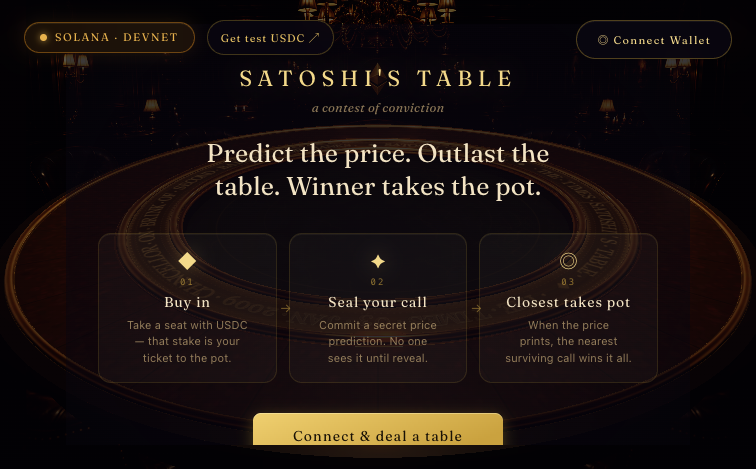 SOLANA · DEVNET
Get test USDC ↗
◎ Connect Wallet
SATOSHI'S TABLE
a contest of conviction
Predict the price. Outlast the
table. Winner takes the pot.
01
Buy in
Take a seat with USDC
— that stake is your
ticket to the pot.
→
02
Seal your call
Commit a secret price
prediction. No one
sees it until reveal.
→
03
Closest takes pot
When the price
prints, the nearest
surviving call wins it all.
Connect & deal a table